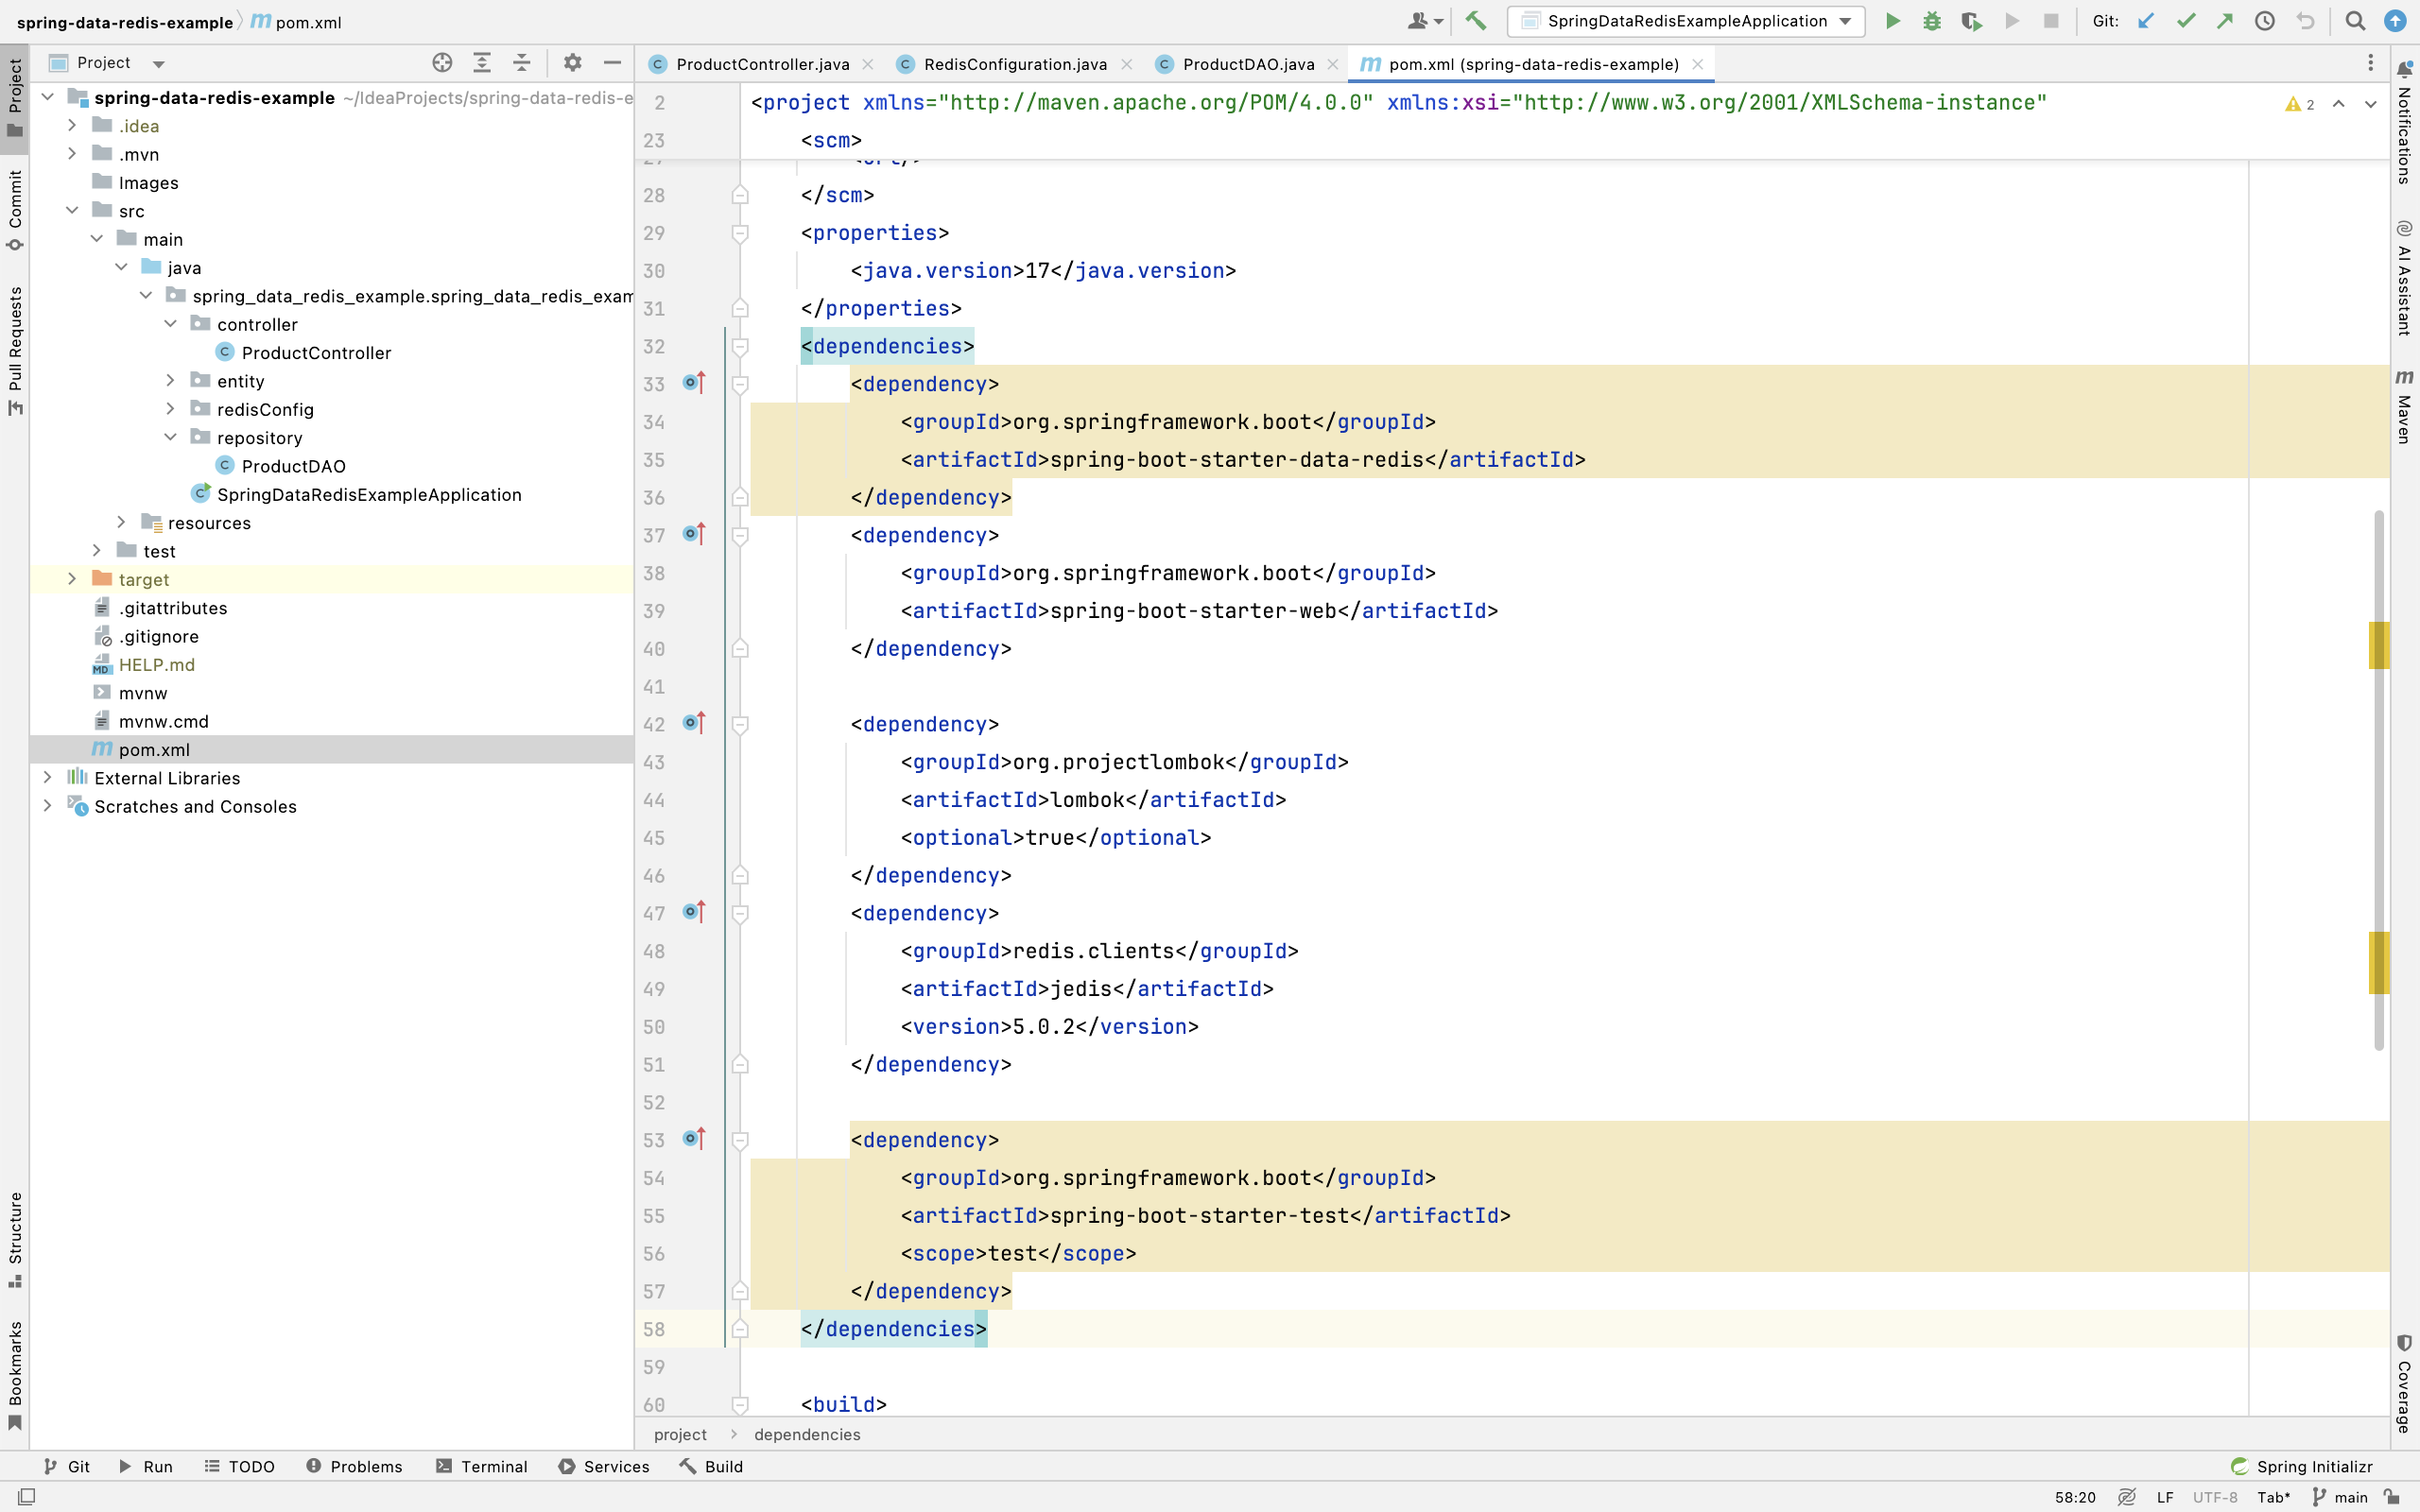 spring-data-redis-example pom.xml
SpringDataRedisExampleApplication
Git:
Project
ProductController.java
RedisConfiguration.java
ProductDAO.java
pom.xml (spring-data-redis-example)
Project
Commit
Pull Requests
Structure
Bookmarks
spring-data-redis-example ~/IdeaProjects/spring-data-redis-e
.idea
.mvn
Images
src
main
java
spring_data_redis_example.spring_data_redis_exam
controller
ProductController
entity
redisConfig
repository
ProductDAO
SpringDataRedisExampleApplication
resources
test
target
.gitattributes
.gitignore
HELP.md
mvnw
mvnw.cmd
pom.xml
External Libraries
Scratches and Consoles
2 <project xmlns="http://maven.apache.org/POM/4.0.0" xmlns:xsi="http://www.w3.org/2001/XMLSchema-instance"
2
23 <scm>
28 </scm>
29 <properties>
30 <java.version>17</java.version>
31 </properties>
32 <dependencies>
33 <dependency>
34 <groupId>org.springframework.boot</groupId>
35 <artifactId>spring-boot-starter-data-redis</artifactId>
36 </dependency>
37 <dependency>
38 <groupId>org.springframework.boot</groupId>
39 <artifactId>spring-boot-starter-web</artifactId>
40 </dependency>
41
42 <dependency>
43 <groupId>org.projectlombok</groupId>
44 <artifactId>lombok</artifactId>
45 <optional>true</optional>
46 </dependency>
47 <dependency>
48 <groupId>redis.clients</groupId>
49 <artifactId>jedis</artifactId>
50 <version>5.0.2</version>
51 </dependency>
52
53 <dependency>
54 <groupId>org.springframework.boot</groupId>
55 <artifactId>spring-boot-starter-test</artifactId>
56 <scope>test</scope>
57 </dependency>
58 </dependencies>
59
60 <build>
project > dependencies
Notifications
AI Assistant
Maven
Coverage
Git
Run
TODO
Problems
Terminal
Services
Build
Spring Initializr
58:20
LF
UTF-8
Tab*
main